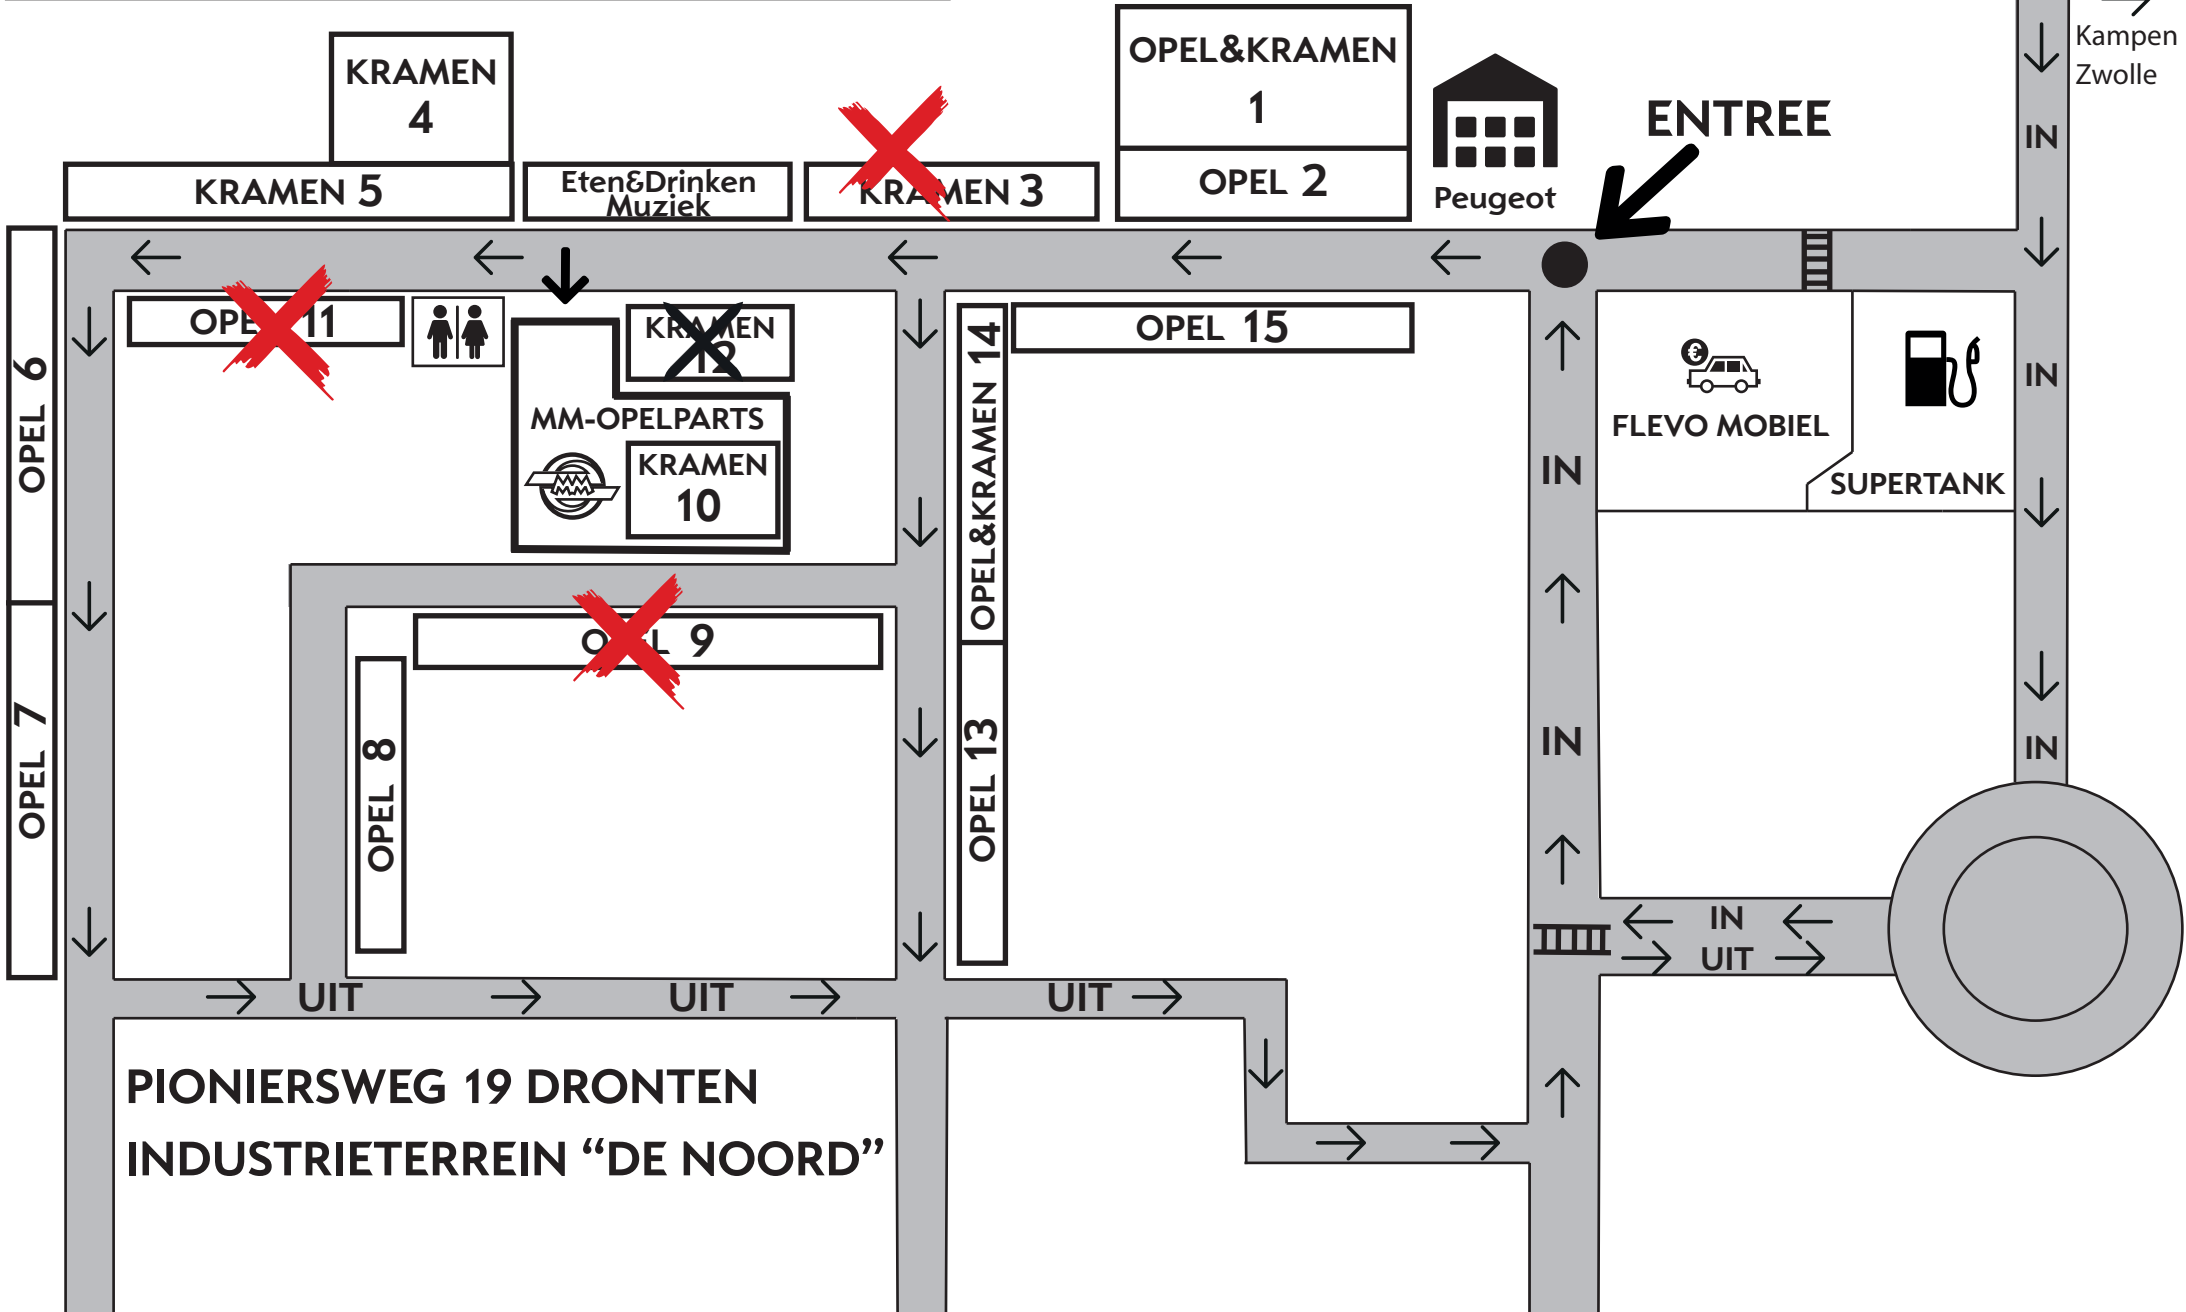 Kampen
Zwolle
KRAMEN
4
OPEL&KRAMEN
1
ENTREE
IN
KRAMEN 5
Eten&Drinken
Muziek
KRAMEN 3
OPEL 2
Peugeot
OPEL 11
KRAMEN
12
OPEL 15
OPEL 6
MM-OPELPARTS
KRAMEN
10
OPEL&KRAMEN 14
€
FLEVO MOBIEL
SUPERTANK
IN
IN
OPEL 9
OPEL 7
OPEL 8
OPEL 13
IN
IN
IN
UIT
UIT
UIT
UIT
PIONIERSWEG 19 DRONTEN
INDUSTRIETERREIN “DE NOORD”